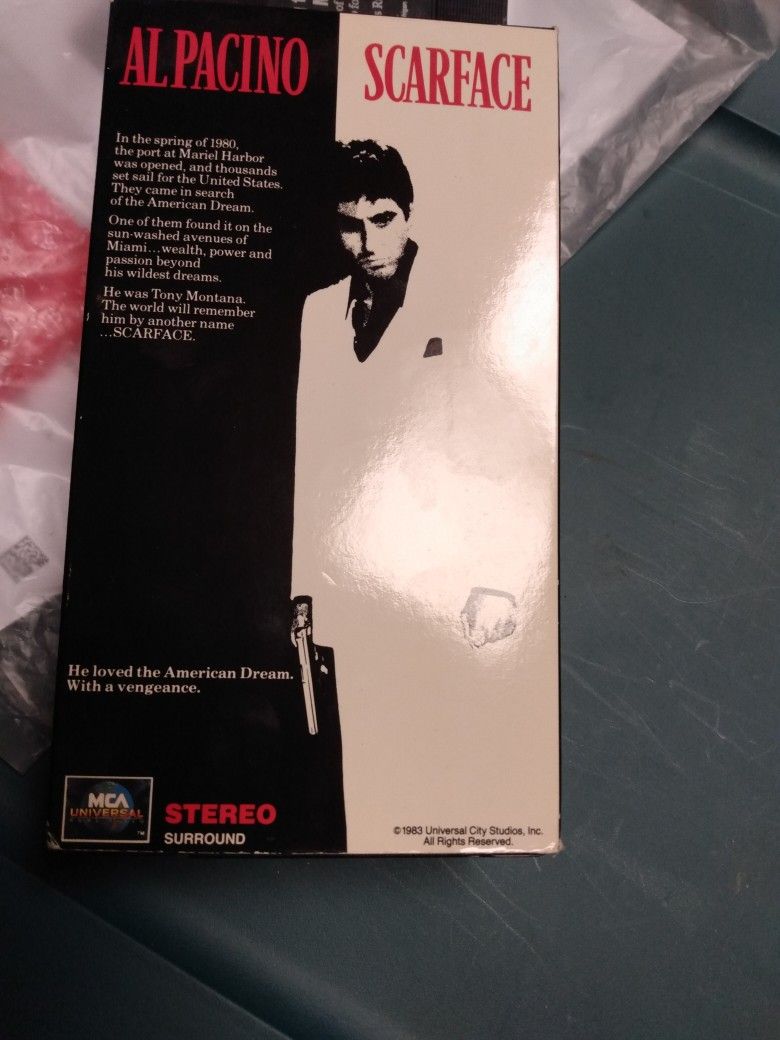 AL PACINO
SCARFACE
In the spring of 1980,
the port at Mariel Harbor
was opened, and thousands
set sail for the United States.
They came in search
of the American Dream.
One of them found it on the
sun-washed avenues of
Miami...wealth, power and
passion beyond
his wildest dreams.
He was Tony Montana.
The world will remember
him by another name
...SCARFACE.
He loved the American Dream.
With a vengeance.
MCA
UNIVERSAL
TM
STEREO
SURROUND
©1983 Universal City Studios, Inc.
All Rights Reserved.